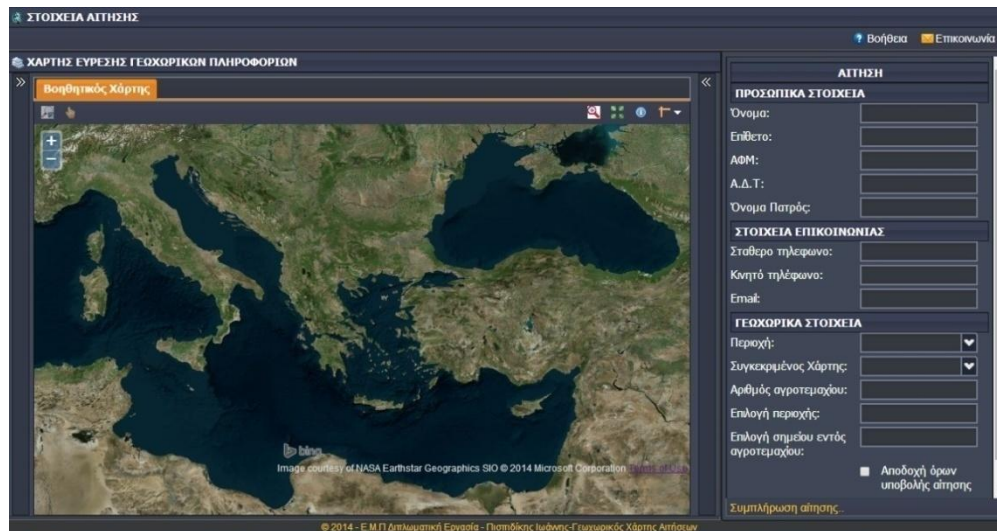 ΣΤΟΙΧΕΙΑ ΑΙΤΗΣΗΣ
Βοήθεια Επικοινωνία
ΧΑΡΤΗΣ ΕΥΡΕΣΗΣ ΓΕΩΧΩΡΙΚΩΝ ΠΛΗΡΟΦΟΡΙΩΝ
Βοηθητικός Χάρτης
bing
Image courtesy of NASA Earthstar Geographics SIO © 2014 Microsoft Corporation Terms of Use
ΑΙΤΗΣΗ
ΠΡΟΣΩΠΙΚΑ ΣΤΟΙΧΕΙΑ
Όνομα:
Επίθετο:
ΑΦΜ:
Α.Δ.Τ:
Όνομα Πατρός:
ΣΤΟΙΧΕΙΑ ΕΠΙΚΟΙΝΩΝΙΑΣ
Σταθερο τηλεφωνο:
Κινητό τηλέφωνο:
Email:
ΓΕΩΧΩΡΙΚΑ ΣΤΟΙΧΕΙΑ
Περιοχή:
Συγκεκριμένος Χάρτης:
Αριθμός αγροτεμαχίου:
Επιλογή περιοχής:
Επιλογή σημείου εντός
αγροτεμαχίου:
Αποδοχή όρων
υποβολής αίτησης
Συμπλήρωση αίτησης..
© 2014 - Ε.Μ.Π Διπλωματική Εργασία - Πισπιδίκης Ιωάννης-Γεωχωρικός Χάρτης Αιτήσεων